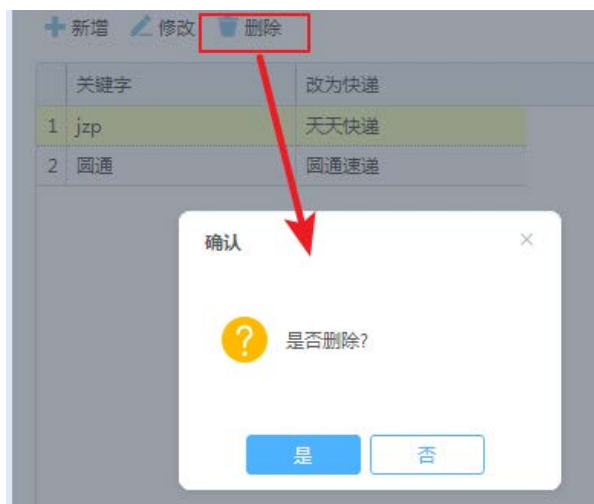 新增 修改 删除
关键字 改为快递
1 jzp 天天快递
2 圆通 圆通速递
确认
是否删除?
是 否